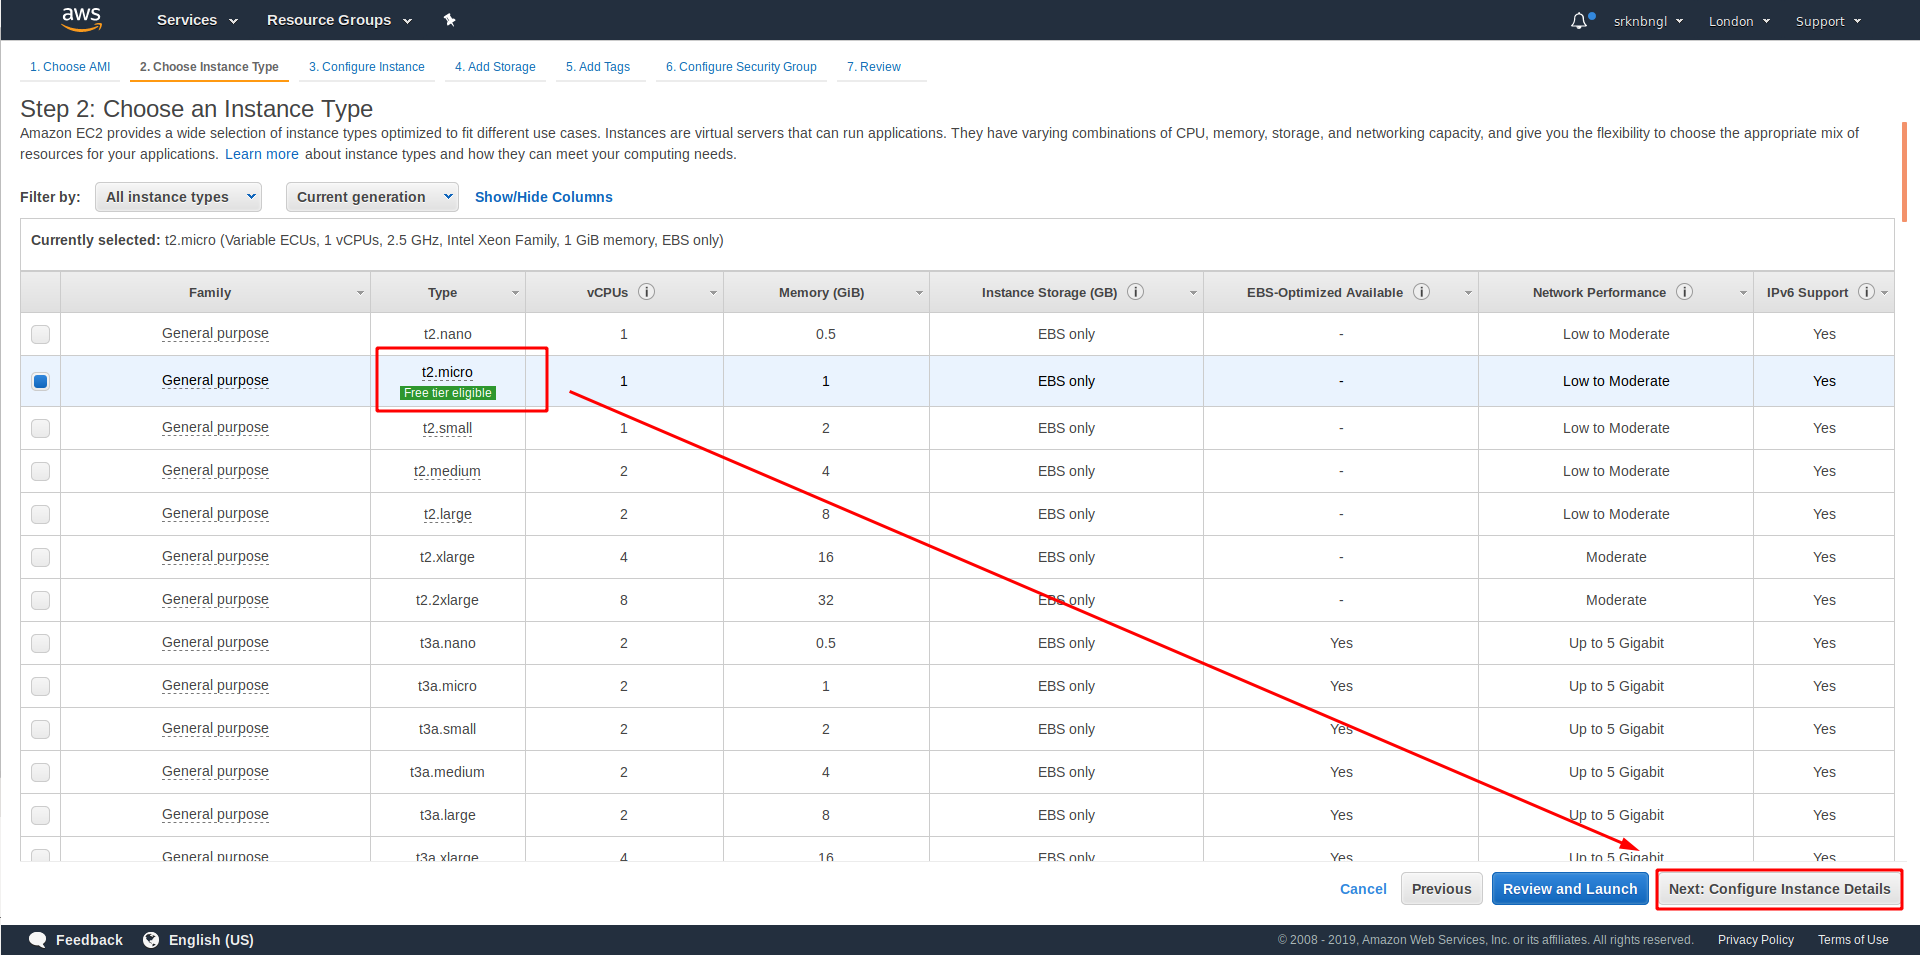 aws Services Resource Groups srknbngl London Support
1. Choose AMI 2. Choose Instance Type 3. Configure Instance 4. Add Storage 5. Add Tags 6. Configure Security Group 7. Review
Step 2: Choose an Instance Type
Amazon EC2 provides a wide selection of instance types optimized to fit different use cases. Instances are virtual servers that can run applications. They have varying combinations of CPU, memory, storage, and networking capacity, and give you the flexibility to choose the appropriate mix of
resources for your applications. Learn more about instance types and how they can meet your computing needs.
Filter by: All instance types Current generation Show/Hide Columns
Currently selected: t2.micro (Variable ECUs, 1 vCPUs, 2.5 GHz, Intel Xeon Family, 1 GiB memory, EBS only)
Family Type vCPUs i Memory (GiB) Instance Storage (GB) i EBS-Optimized Available i Network Performance i IPv6 Support i
General purpose t2.nano 1 0.5 EBS only - Low to Moderate Yes
General purpose t2.micro 1 1 EBS only - Low to Moderate Yes
Free tier eligible
General purpose t2.small 1 2 EBS only - Low to Moderate Yes
General purpose t2.medium 2 4 EBS only - Low to Moderate Yes
General purpose t2.large 2 8 EBS only - Low to Moderate Yes
General purpose t2.xlarge 4 16 EBS only - Moderate Yes
General purpose t2.2xlarge 8 32 EBS only - Moderate Yes
General purpose t3a.nano 2 0.5 EBS only Yes Up to 5 Gigabit Yes
General purpose t3a.micro 2 1 EBS only Yes Up to 5 Gigabit Yes
General purpose t3a.small 2 2 EBS only Yes Up to 5 Gigabit Yes
General purpose t3a.medium 2 4 EBS only Yes Up to 5 Gigabit Yes
General purpose t3a.large 2 8 EBS only Yes Up to 5 Gigabit Yes
General purpose t3a.xlarge 4 16 EBS only Yes Up to 5 Gigabit Yes
Cancel Previous Review and Launch Next: Configure Instance Details
Feedback English (US) © 2008 - 2019, Amazon Web Services, Inc. or its affiliates. All rights reserved. Privacy Policy Terms of Use